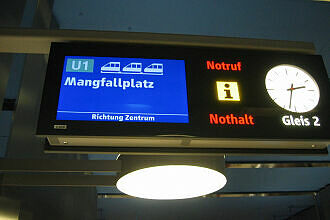 U1
Mangfallplatz
Richtung Zentrum
Notruf
i
Nothalt
Gleis 2